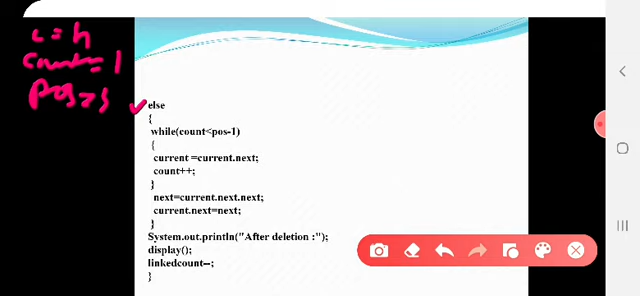 c=h
count=1
pos>3
else
{
while(count<pos-1)
{
current =current.next;
count++;
}
next=current.next.next;
current.next=next;
}
System.out.println("After deletion :");
display();
linkedcount--;
}